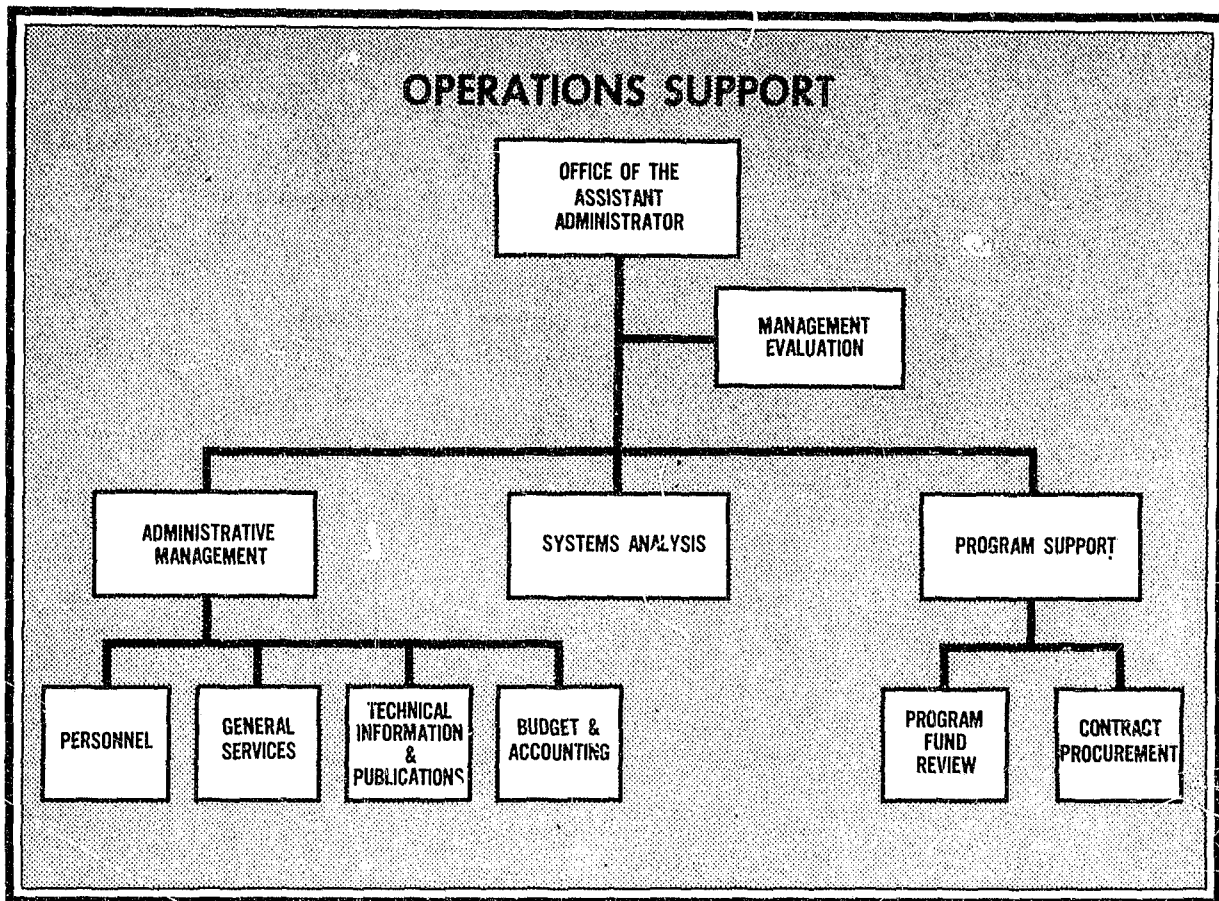 OPERATIONS SUPPORT
OFFICE OF THE
ASSISTANT
ADMINISTRATOR
MANAGEMENT
EVALUATION
ADMINISTRATIVE
MANAGEMENT
SYSTEMS ANALYSIS
PROGRAM SUPPORT
PERSONNEL
GENERAL
SERVICES
TECHNICAL
INFORMATION
&
PUBLICATIONS
BUDGET &
ACCOUNTING
PROGRAM
FUND
REVIEW
CONTRACT
PROCUREMENT